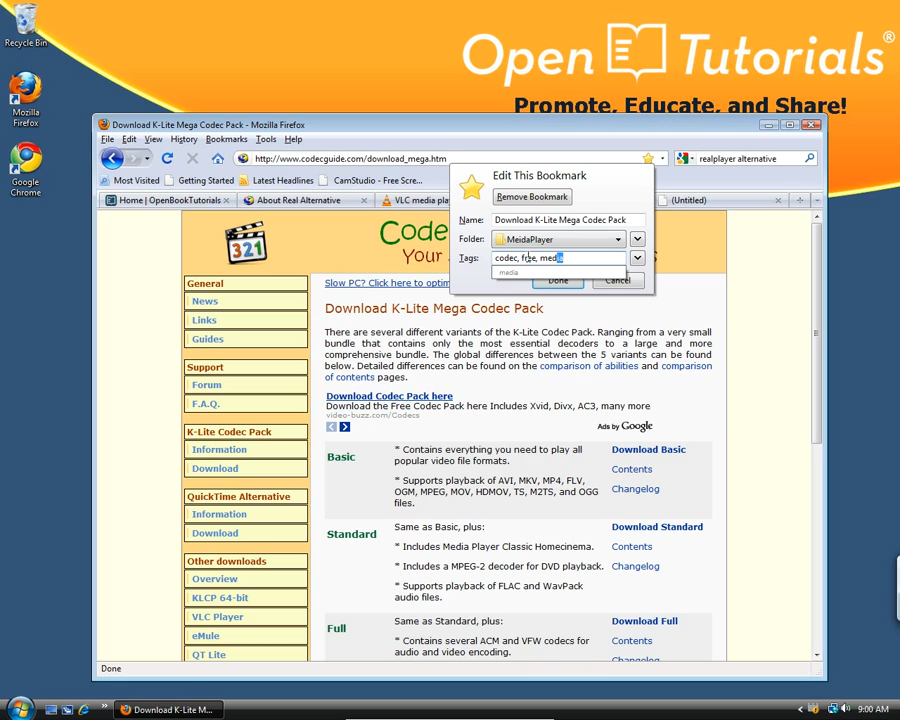 Open Tutorials®
Promote, Educate, and Share!
Recycle Bin
Mozilla
Firefox
Google
Chrome
Download K-Lite Mega Codec Pack - Mozilla Firefox
File Edit View History Bookmarks Tools Help
http://www.codecguide.com/download_mega.htm
realplayer alternative
Most Visited Getting Started Latest Headlines CamStudio - Free Scre...
Home | OpenBookTutorials
About Real Alternative
VLC media pla
(Untitled)
Edit This Bookmark
Remove Bookmark
Name: Download K-Lite Mega Codec Pack
Folder: MeidaPlayer
Tags: codec, free, media
media
Done Cancel
321
Code
Your
s
General
News
Links
Guides
Support
Forum
F.A.Q.
K-Lite Codec Pack
Information
Download
QuickTime Alternative
Information
Download
Other downloads
Overview
KLCP 64-bit
VLC Player
eMule
QT Lite
Slow PC? Click here to optim
Download K-Lite Mega Codec Pack
There are several different variants of the K-Lite Codec Pack. Ranging from a very small
bundle that contains only the most essential decoders to a large and more
comprehensive bundle. The global differences between the 5 variants can be found
below. Detailed differences can be found on the comparison of abilities and comparison
of contents pages.
Download Codec Pack here
Download the Free Codec Pack here Includes Xvid, Divx, AC3, many more
video-buzz.com/Codecs
Ads by Google
Basic
* Contains everything you need to play all
popular video file formats.
* Supports playback of AVI, MKV, MP4, FLV,
OGM, MPEG, MOV, HDMOV, TS, M2TS, and OGG
files.
Download Basic
Contents
Changelog
Standard
Same as Basic, plus:
* Includes Media Player Classic Homecinema.
* Includes a MPEG-2 decoder for DVD playback.
* Supports playback of FLAC and WavPack
audio files.
Download Standard
Contents
Changelog
Full
Same as Standard, plus:
* Contains several ACM and VFW codecs for
audio and video encoding.
Download Full
Contents
Changelog
Done
Download K-Lite M...
9:00 AM